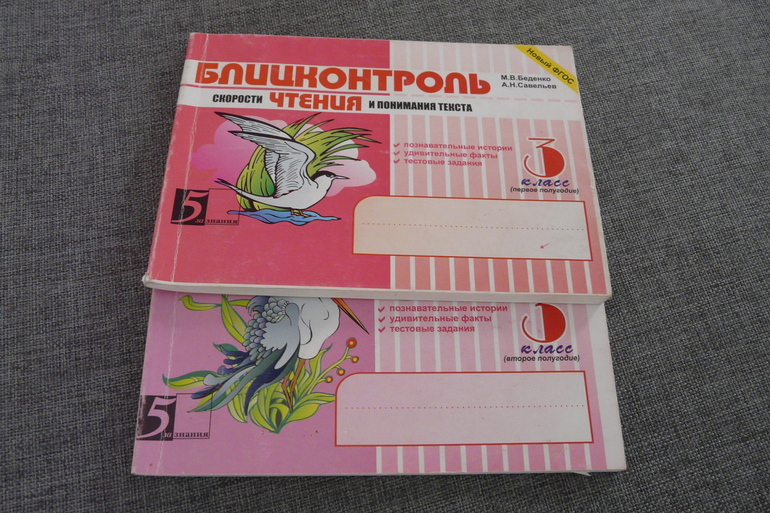 БЛИЦКОНТРОЛЬ
СКОРОСТИ ЧТЕНИЯ И ПОНИМАНИЯ ТЕКСТА
М.В.Беденко
А.Н.Савельев
Новый ФГОС
познавательные истории
удивительные факты
тестовые задания
3
класс
(первое полугодие)
5
за знания
познавательные истории
удивительные факты
тестовые задания
класс
(второе полугодие)
5
за знания